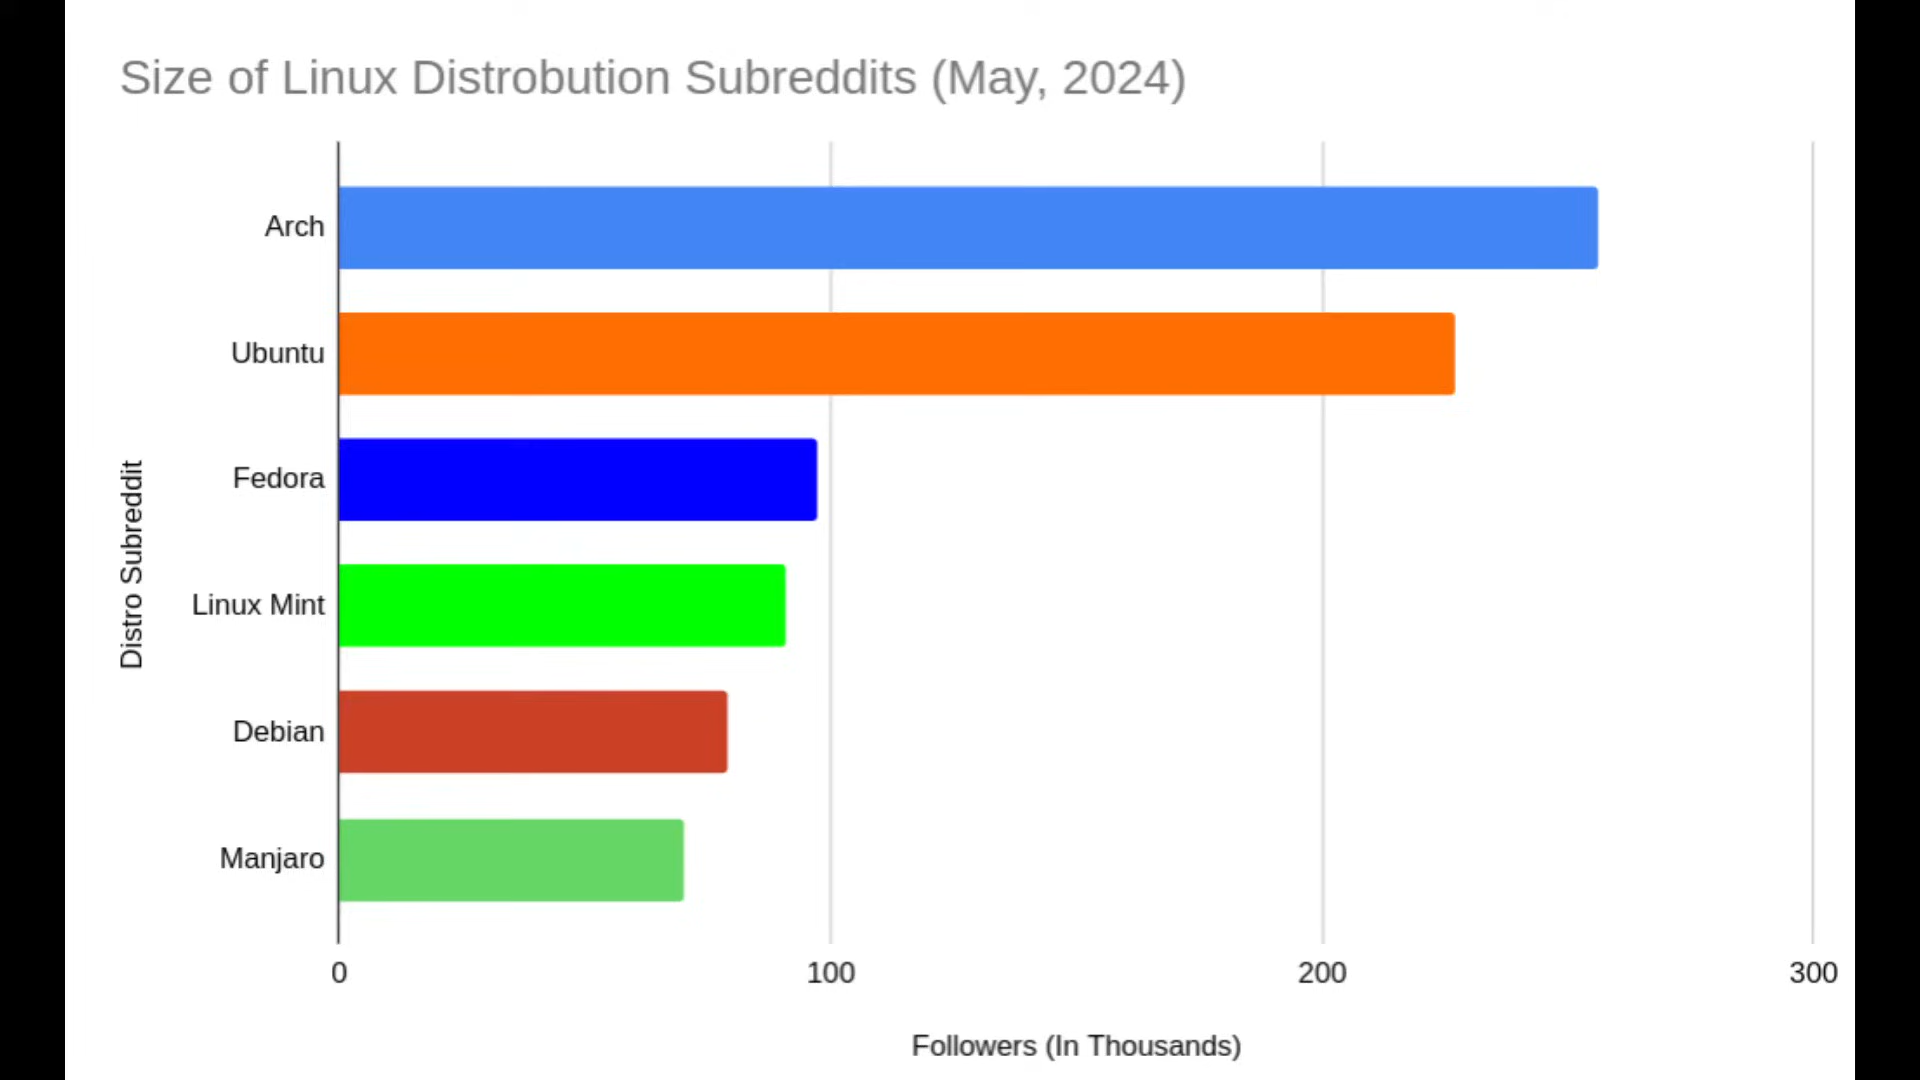 Size of Linux Distrobution Subreddits (May, 2024)
Distro Subreddit
Arch
Ubuntu
Fedora
Linux Mint
Debian
Manjaro
0 100 200 300
Followers (In Thousands)